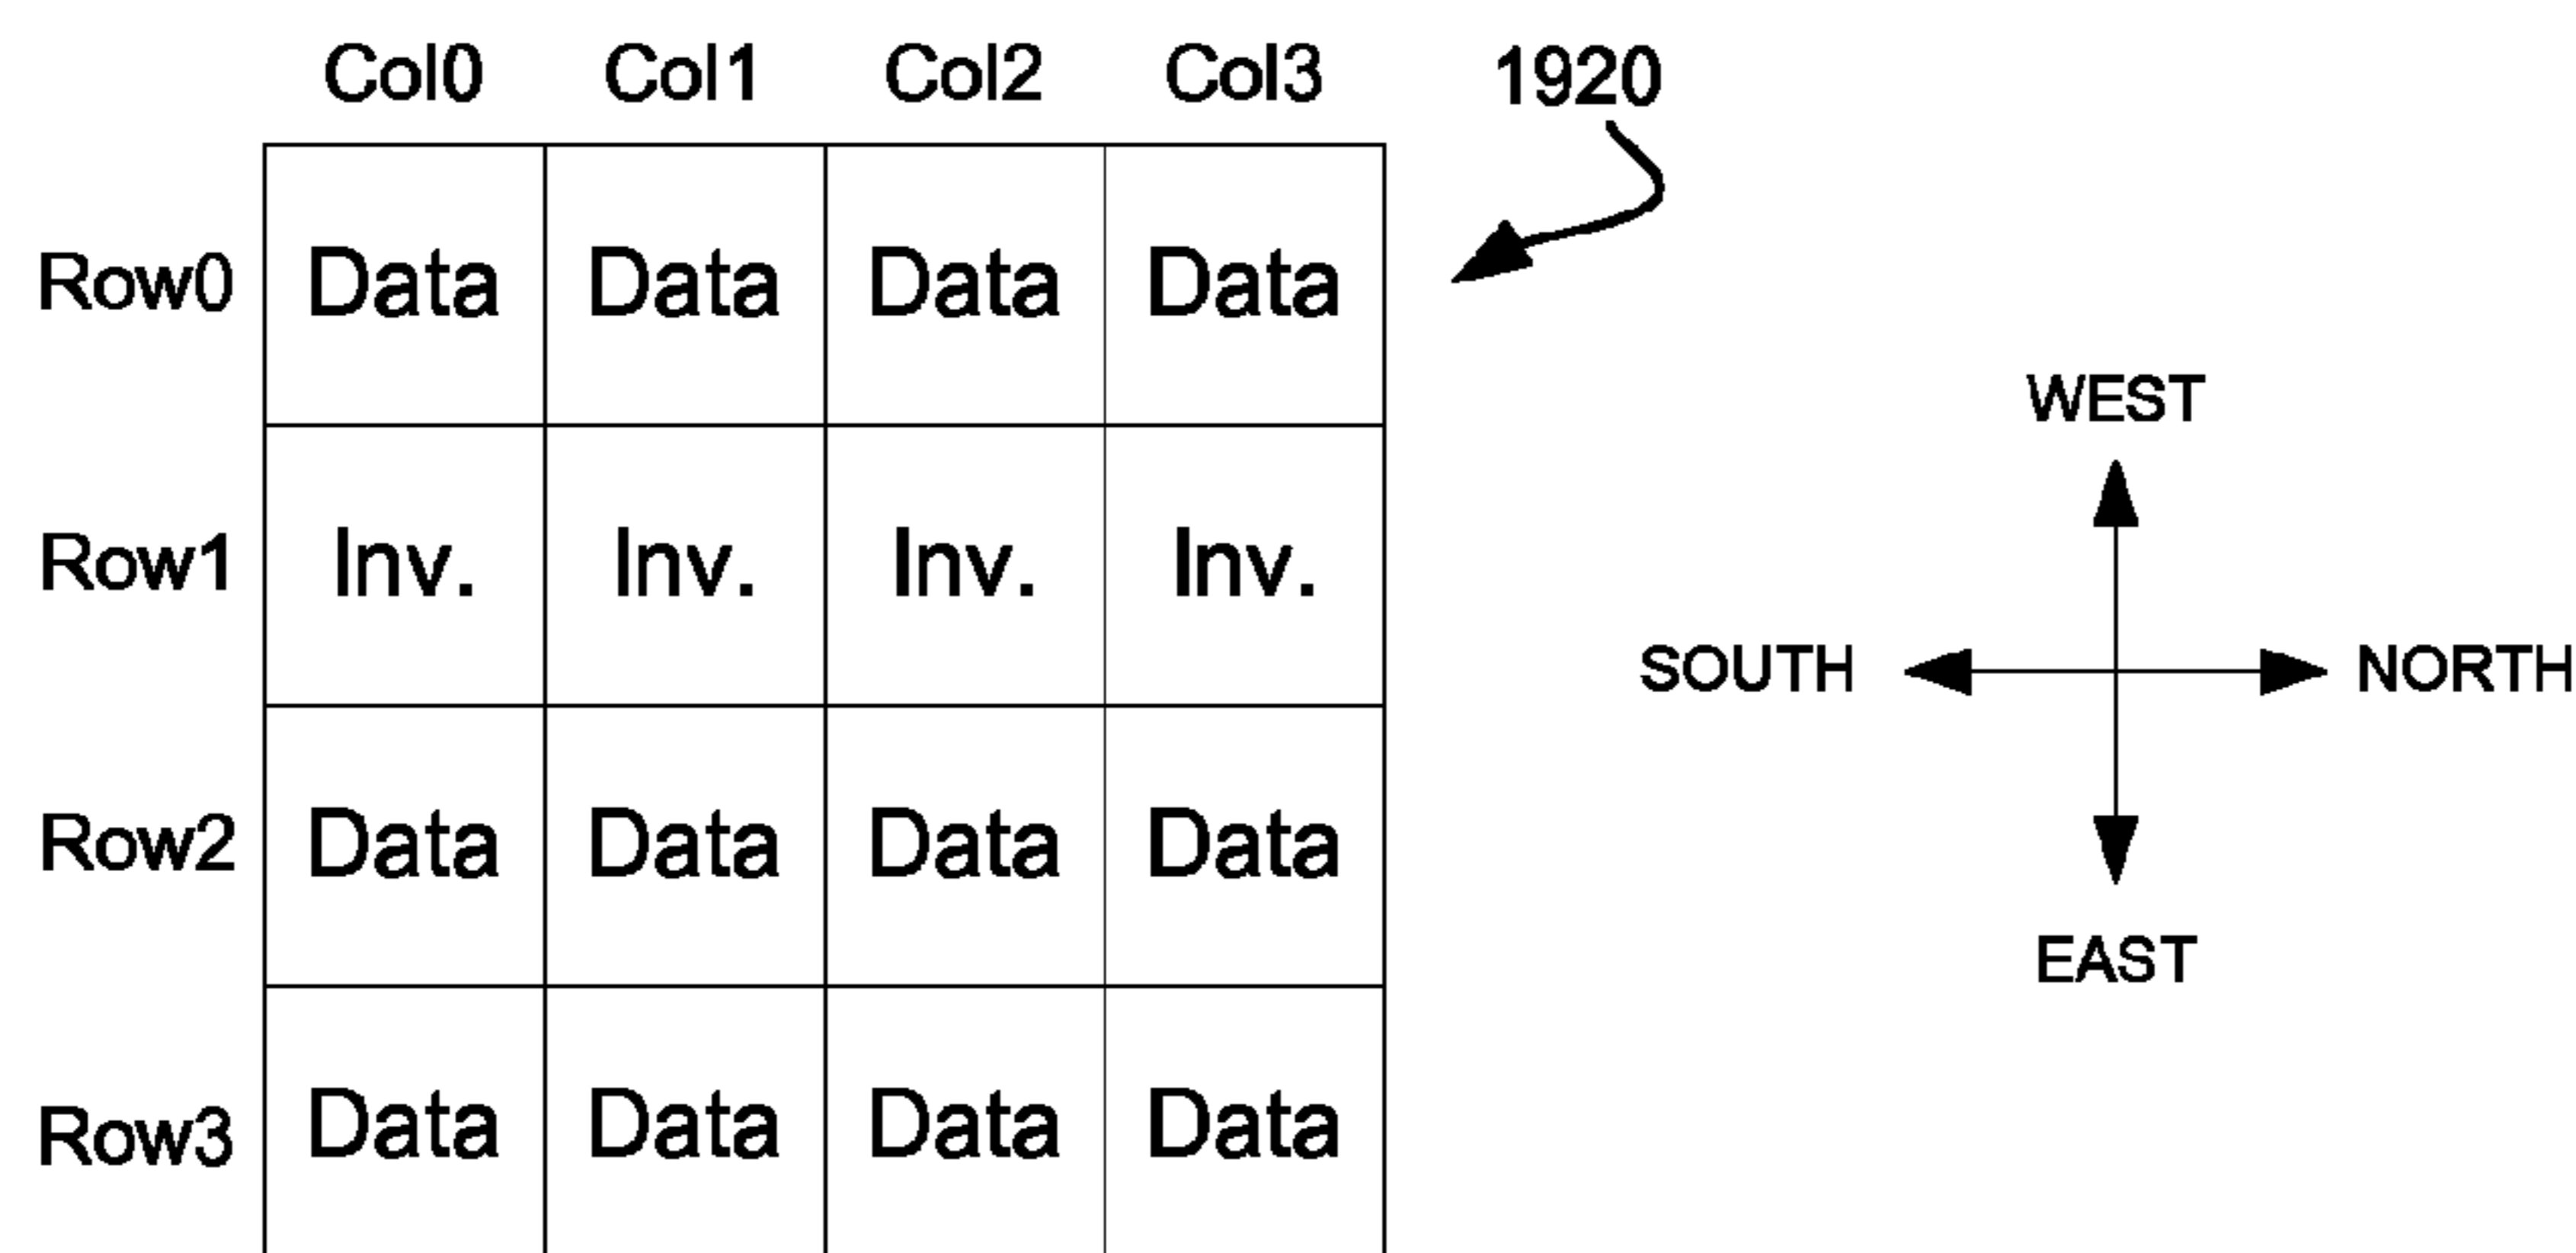 Col0 Col1 Col2 Col3 1920
Row0 Data Data Data Data
WEST
Row1 Inv. Inv. Inv. Inv.
SOUTH NORTH
Row2 Data Data Data Data
EAST
Row3 Data Data Data Data